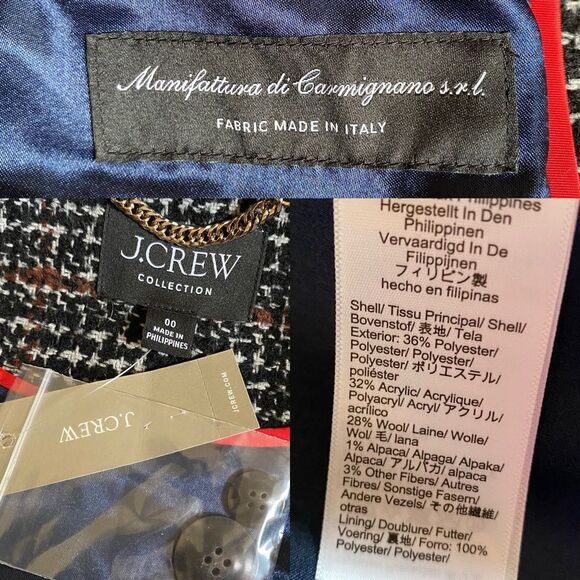 Manifattura di Carmignano s.r.l.
FABRIC MADE IN ITALY
J.CREW
COLLECTION
00
MADE IN
PHILIPPINES
J.CREW
JCREW.COM
Philippines
Hergestellt In Den
Philippinen
Vervaardigd In De
Filippijnen
フィリピン製
hecho en filipinas
Shell/ Tissu Principal/ Shell/
Bovenstof/ 表地/ Tela
Exterior: 36% Polyester/
Polyester/ Polyester/
Polyester/ ポリエステル/
poliéster
32% Acrylic/ Acrylique/
Polyacryl/ Acryl/ アクリル/
acrílico
28% Wool/ Laine/ Wolle/
Wol/ 毛/ lana
1% Alpaca/ Alpaga/ Alpaka/
Alpaca/ アルパカ/ alpaca
3% Other Fibers/ Autres
Fibres/ Sonstige Fasern/
Andere Vezels/ その他繊維/
otras
Lining/ Doublure/ Futter/
Voering/ 裏地/ Forro: 100%
Polyester/ Polyester/